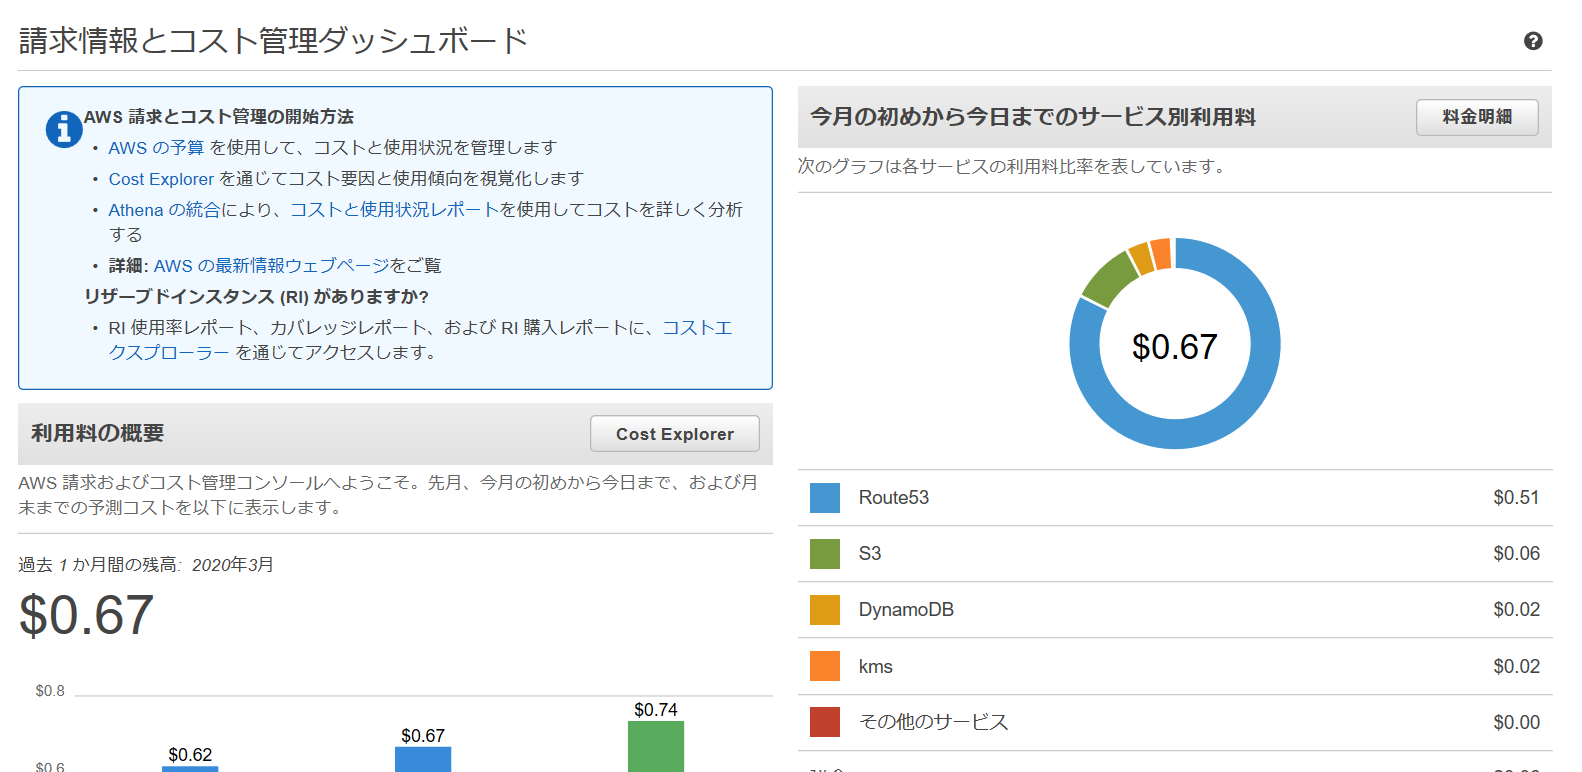 請求情報とコスト管理ダッシュボード
AWS 請求とコスト管理の開始方法
• AWS の予算 を使用して、コストと使用状況を管理します
• Cost Explorer を通じてコスト要因と使用傾向を視覚化します
• Athena の統合により、コストと使用状況レポートを使用してコストを詳しく分析
する
• 詳細: AWS の最新情報ウェブページをご覧
リザーブドインスタンス (RI) がありますか?
• RI 使用率レポート、カバレッジレポート、および RI 購入レポートに、コストエ
クスプローラー を通じてアクセスします。
利用料の概要
Cost Explorer
AWS 請求およびコスト管理コンソールへようこそ。先月、今月の初めから今日まで、および月
末までの予測コストを以下に表示します。
過去 1 か月間の残高: 2020年3月
$0.67
$0.8
$0.74
$0.67
$0.62
$0.6
今月の初めから今日までのサービス別利用料
料金明細
次のグラフは各サービスの利用料比率を表しています。
$0.67
Route53 $0.51
S3 $0.06
DynamoDB $0.02
kms $0.02
その他のサービス $0.00